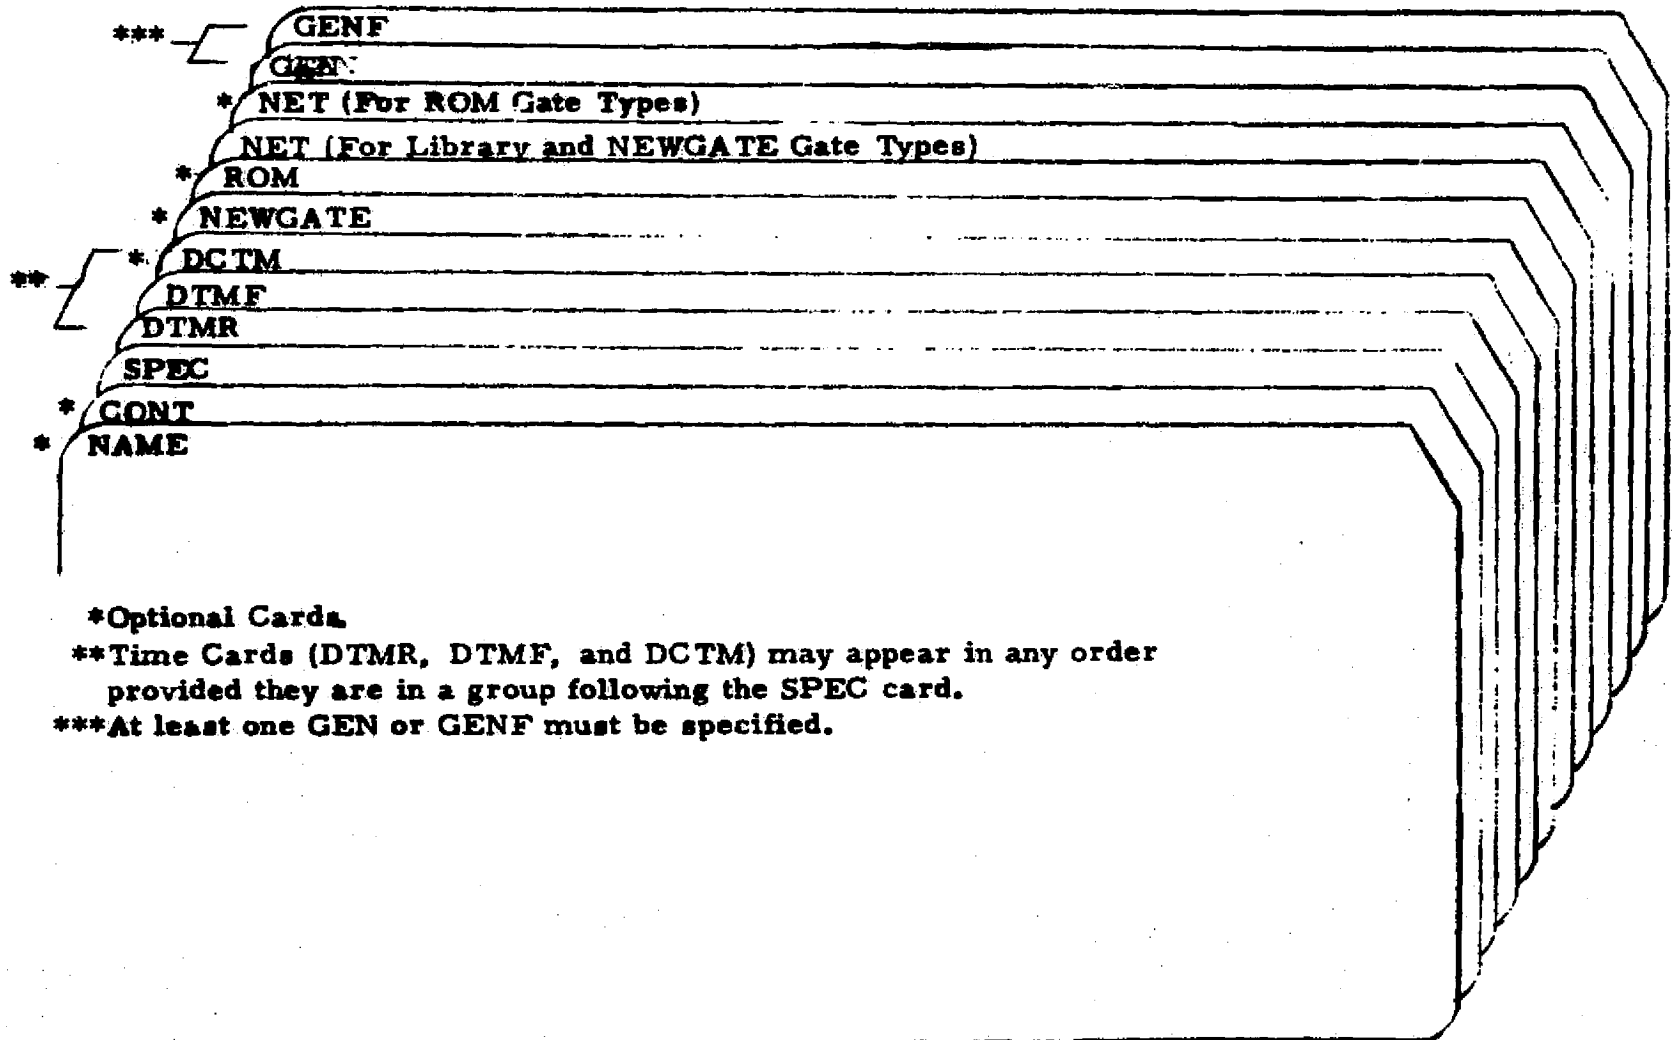 *** GENF
GEN
* NET (For ROM Gate Types)
NET (For Library and NEWGATE Gate Types)
* ROM
* NEWGATE
** * DCTM
DTMF
DTMR
SPEC
* CONT
* NAME
*Optional Cards.
**Time Cards (DTMR, DTMF, and DCTM) may appear in any order
provided they are in a group following the SPEC card.
***At least one GEN or GENF must be specified.